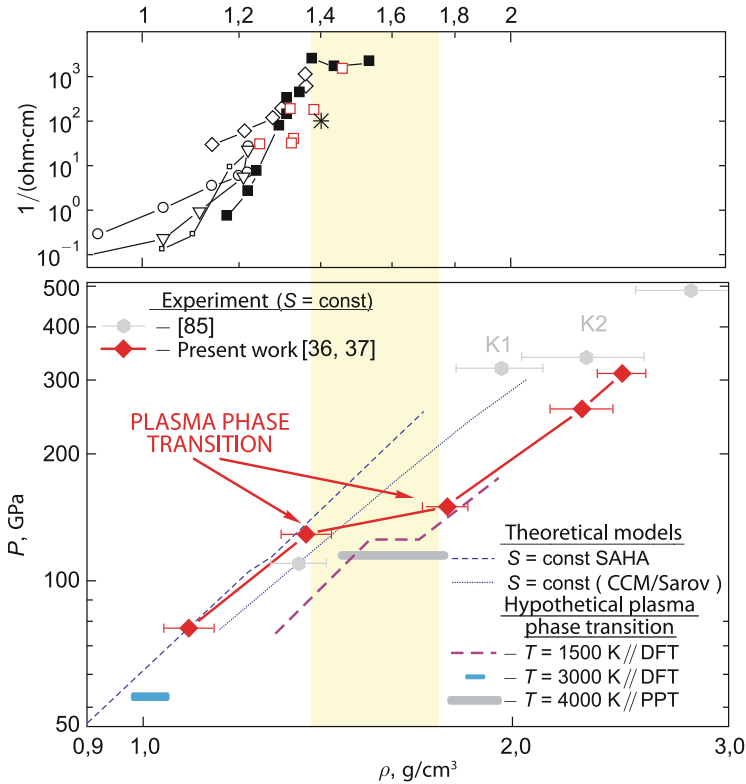 1 1,2 1,4 1,6 1,8 2
10³
10²
10¹
10⁰
10⁻¹
1/(ohm·cm)
500
400
300
200
100
50
P, GPa
Experiment (S = const)
– [85]
– Present work [36, 37]
K1
K2
PLASMA PHASE
TRANSITION
Theoretical models
S = const SAHA
S = const ( CCM/Sarov )
Hypothetical plasma
phase transition
– T = 1500 K // DFT
– T = 3000 K // DFT
– T = 4000 K // PPT
0,9 1,0 2,0 3,0
ρ, g/cm³